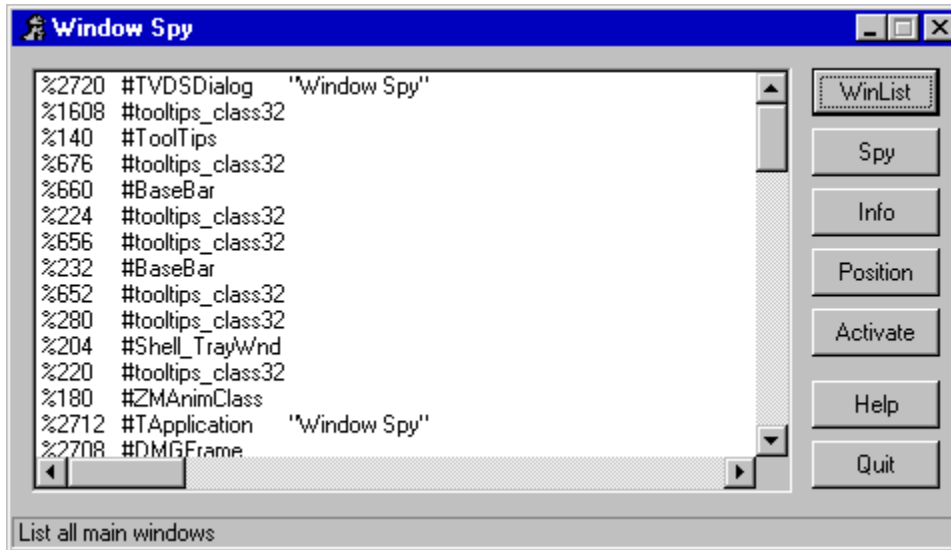 Window Spy
%2720 #TVDSDialog "Window Spy"
%1608 #tooltips_class32
%140 #ToolTips
%676 #tooltips_class32
%660 #BaseBar
%224 #tooltips_class32
%656 #tooltips_class32
%232 #BaseBar
%652 #tooltips_class32
%280 #tooltips_class32
%204 #Shell_TrayWnd
%220 #tooltips_class32
%180 #ZMAnimClass
%2712 #TApplication "Window Spy"
%2708 #DMGFrame
WinList
Spy
Info
Position
Activate
Help
Quit
List all main windows